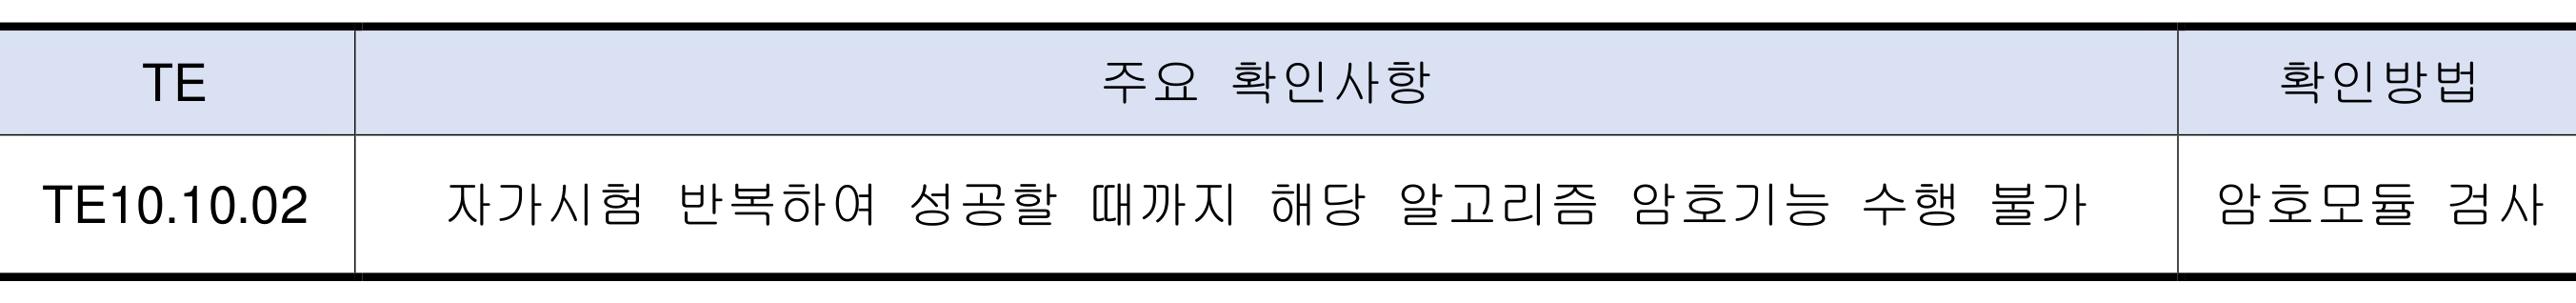 TE 주요 확인사항 확인방법
TE10.10.02 자가시험 반복하여 성공할 때까지 해당 알고리즘 암호기능 수행 불가 암호모듈 검사